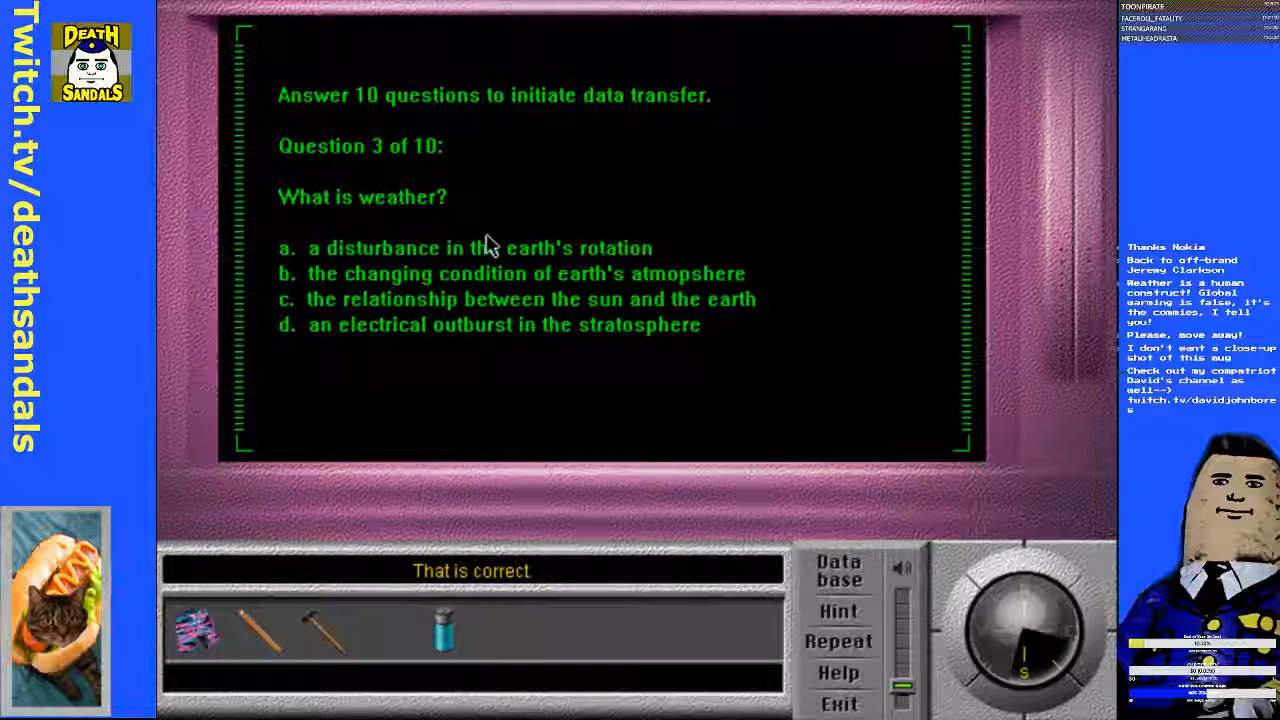 Twitch.tv/deathsandals
DEATH
SANDALS
Answer 10 questions to initiate data transfer.
Question 3 of 10:
What is weather?
a. a disturbance in the earth's rotation
b. the changing condition of earth's atmopshere
c. the relationship between the sun and the earth
d. an electrical outburst in the stratosphere
That is correct.
Data
base
Hint
Repeat
Help
Exit
S
TOONPIRATE
FACEROLL_FATALITY
STRANGARANG
METALHEADRASTA
Thanks Nokia
Back to off-brand
Jeremy Clarkson
Weather is a human
construct! Global
warming is false, it's
the commies, I tell
you!
Please, move away!
I don't want a close-up
shot of this mug
Check out my compatriot
David's channel as
well-->
twitch.tv/davidjohnbore
s